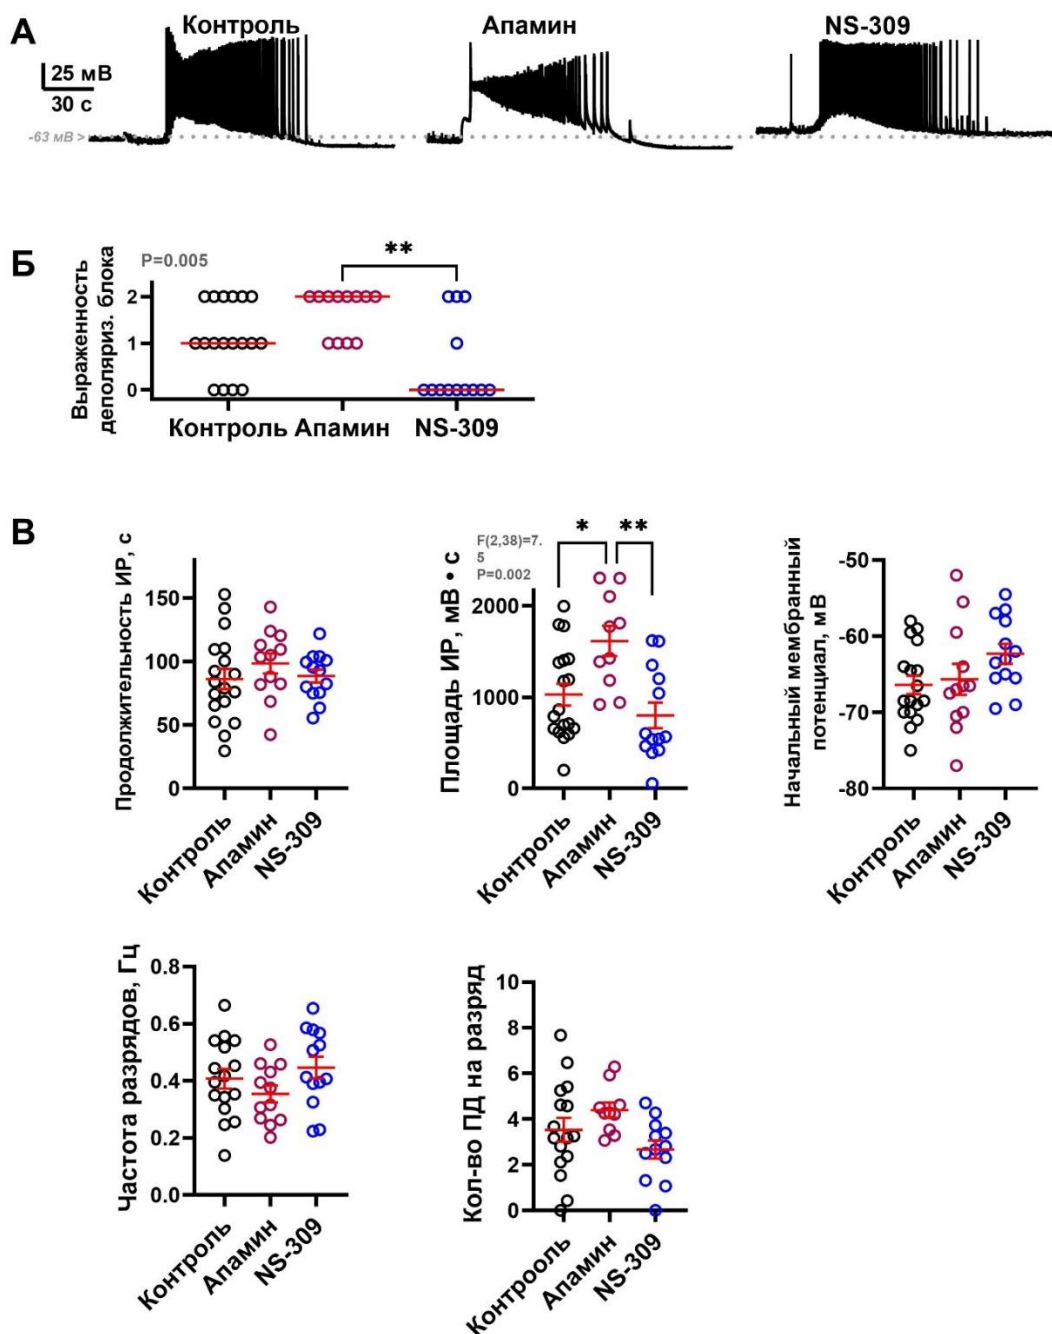 А
Контроль
Апамин
NS-309
25 мВ
30 с
-63 мВ >
Б
P=0.005
**
Выраженность
деполяриз. блока
2
1
0
Контроль Апамин NS-309
В
Продолжительность ИР, с
150
100
50
0
Контроль
Апамин
NS-309
F(2,38)=7.
5
P=0.002
*
**
Площадь ИР, мВ • с
2000
1000
0
Контроль
Апамин
NS-309
Начальный мембранный
потенциал, мВ
-50
-60
-70
-80
Контроль
Апамин
NS-309
Частота разрядов, Гц
0.8
0.6
0.4
0.2
0.0
Контроль
Апамин
NS-309
Кол-во ПД на разряд
10
8
6
4
2
0
Контрооль
Апамин
NS-309